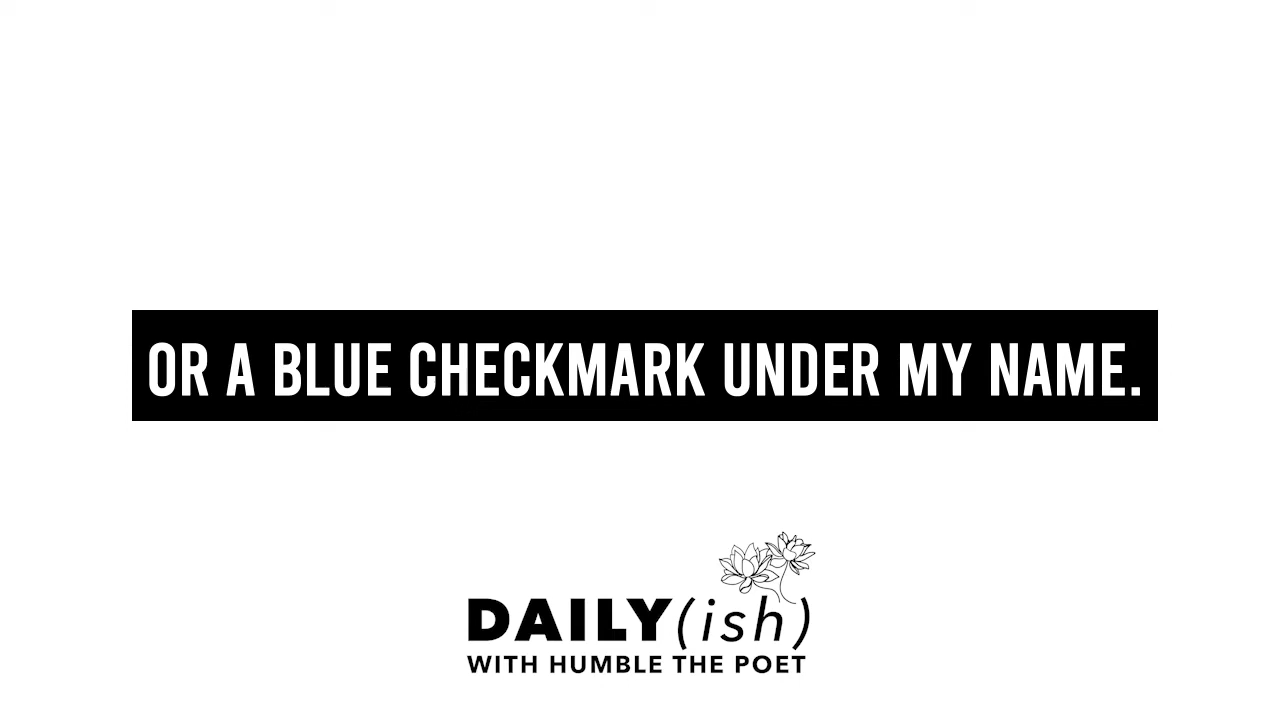 OR A BLUE CHECKMARK UNDER MY NAME.
DAILY(ish)
WITH HUMBLE THE POET